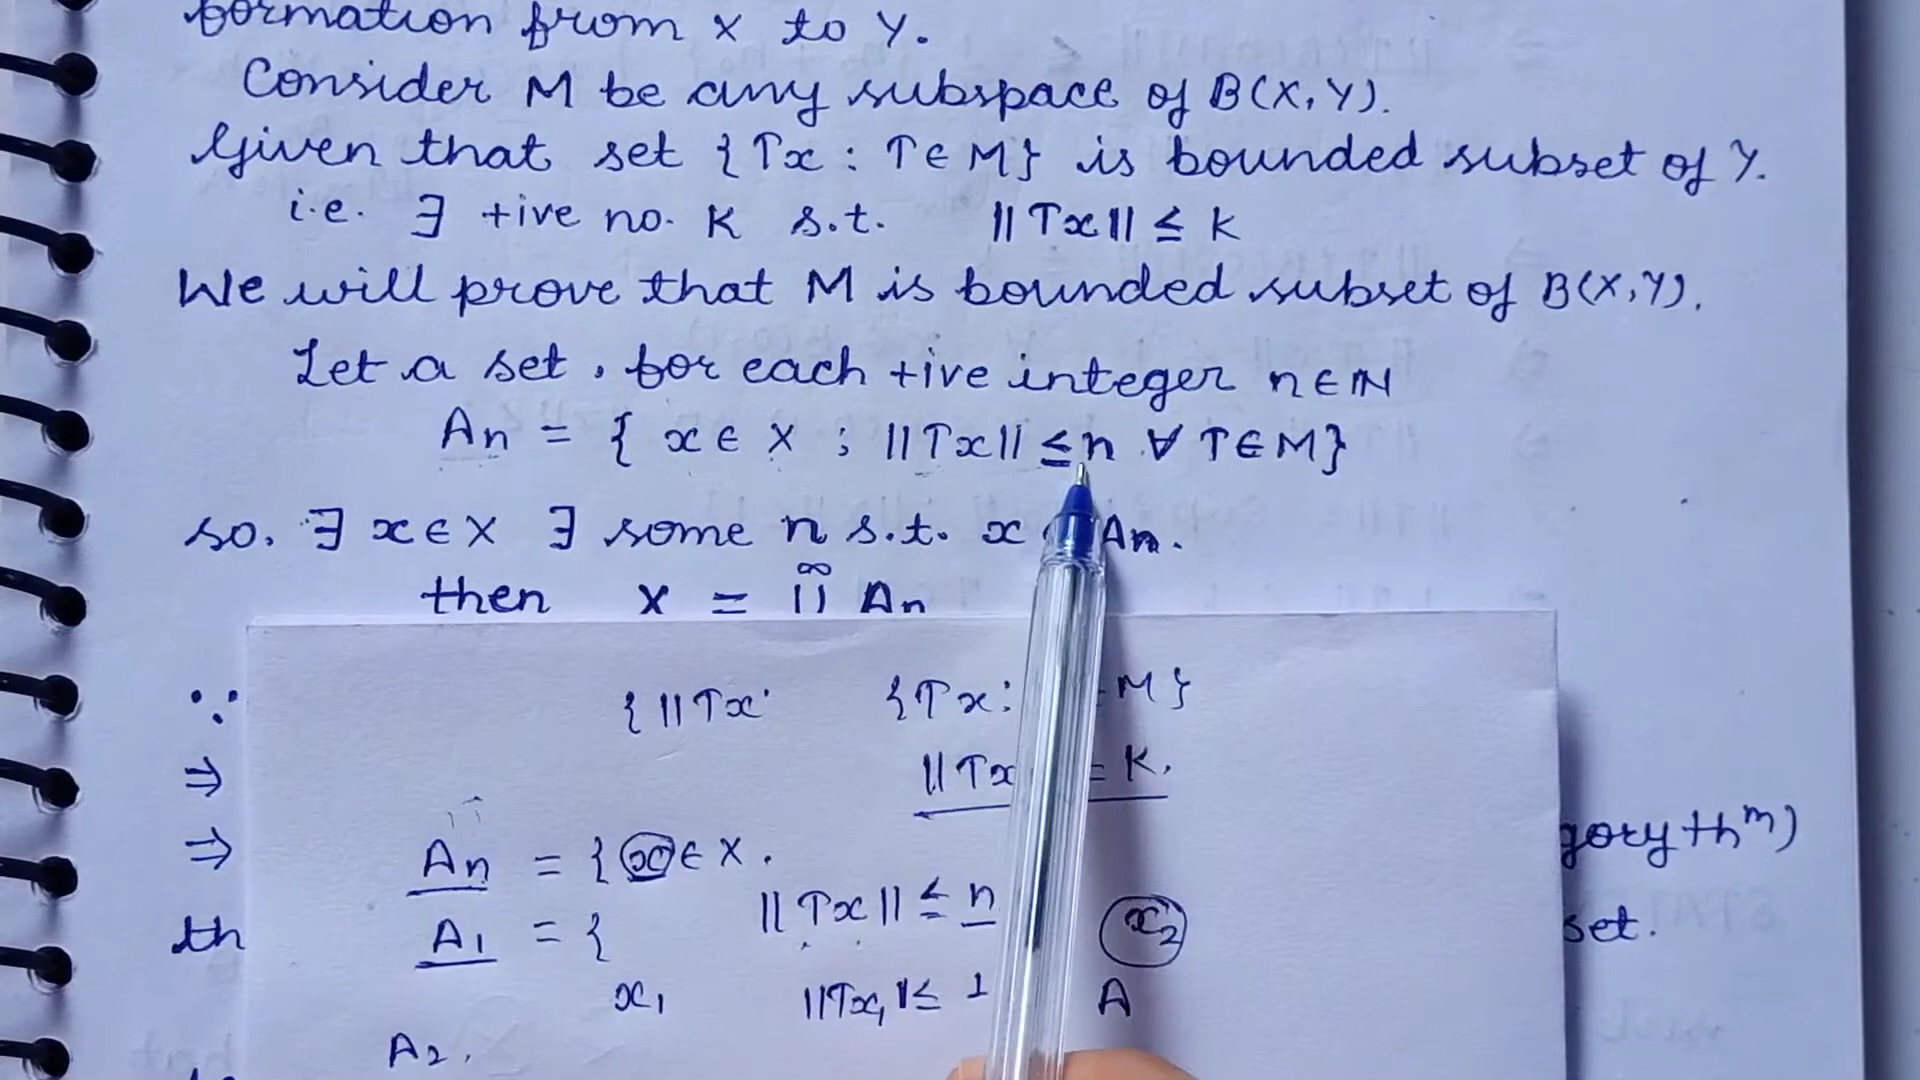 formation from X to Y.
Consider M be any subspace of B(X,Y).
Given that set {Tx : T∈M} is bounded subset of Y.
i.e. ∃ +ive no. K s.t. ||Tx|| ≤ K
We will prove that M is bounded subset of B(X,Y).
Let a set, for each +ive integer n∈ℕ
An = { x∈X ; ||Tx|| ≤n ∀ T∈M}
so, ∃ x∈X ∃ some n s.t. x An.
then X = ∞ An
∵ {||Tx {Tx: M}
⇒ ||Tx K.
⇒ An = {x∈X. gory thm)
||Tx|| ≤ n
th A1 = { x2 set.
x1 ||Tx1|| ≤ 1 A
A2.